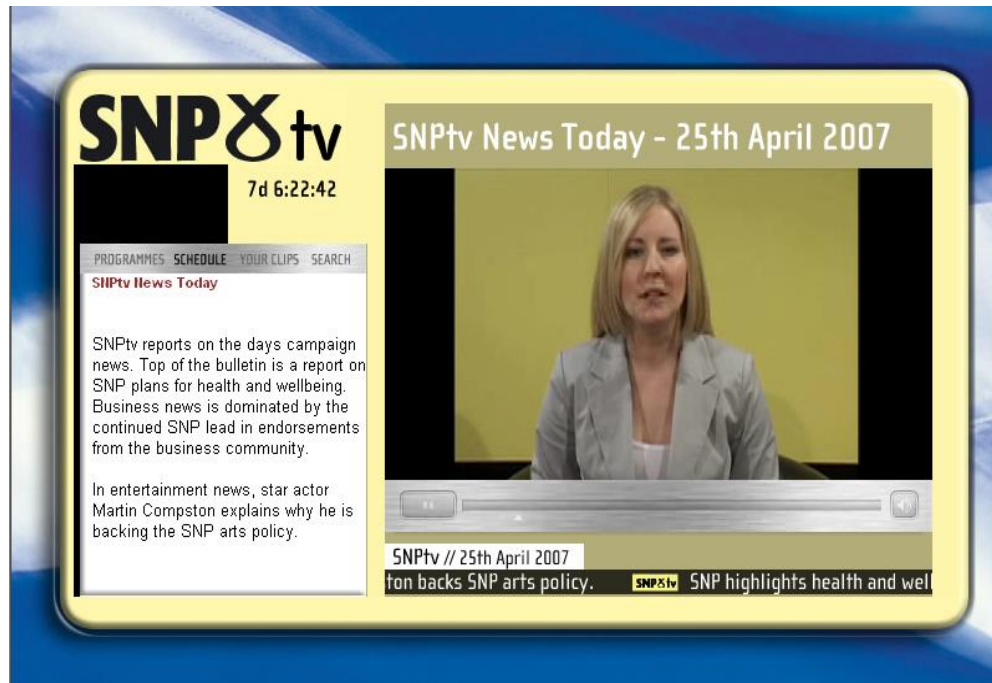 SNP tv
7d 6:22:42
PROGRAMMES SCHEDULE YOUR CLIPS SEARCH
SNPtv News Today
SNPtv reports on the days campaign
news. Top of the bulletin is a report on
SNP plans for health and wellbeing.
Business news is dominated by the
continued SNP lead in endorsements
from the business community.
In entertainment news, star actor
Martin Compston explains why he is
backing the SNP arts policy.
SNPtv News Today - 25th April 2007
SNPtv // 25th April 2007
ton backs SNP arts policy. SNP tv SNP highlights health and well